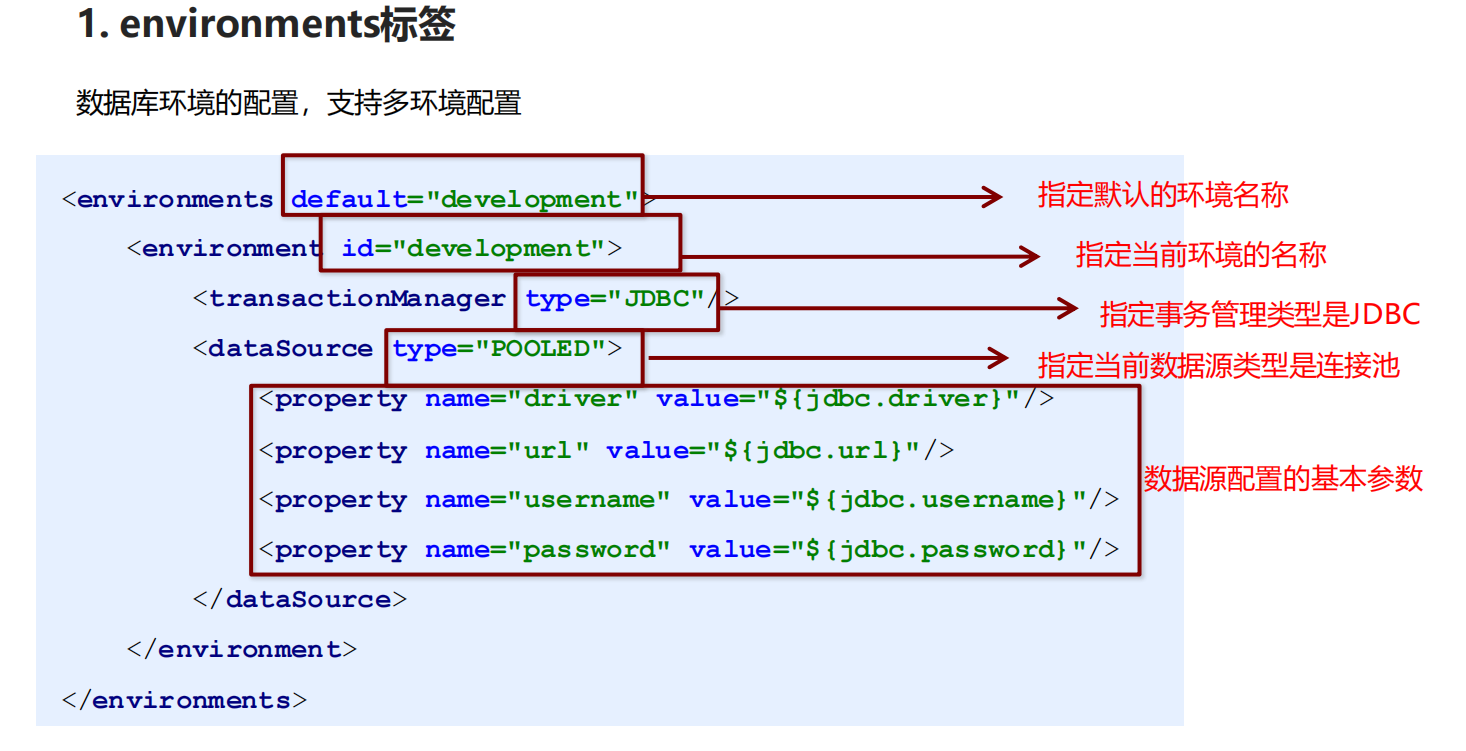 1. environments标签
数据库环境的配置，支持多环境配置
<environments default="development">
指定默认的环境名称
<environment id="development">
指定当前环境的名称
<transactionManager type="JDBC"/>
指定事务管理类型是JDBC
<dataSource type="POOLED">
指定当前数据源类型是连接池
<property name="driver" value="${jdbc.driver}"/>
<property name="url" value="${jdbc.url}"/>
<property name="username" value="${jdbc.username}"/>
数据源配置的基本参数
<property name="password" value="${jdbc.password}"/>
</dataSource>
</environment>
</environments>